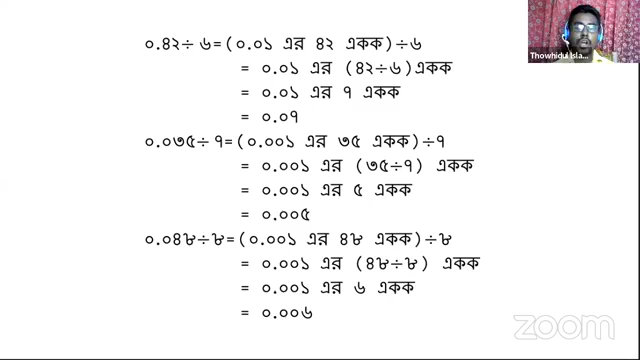 ০.৪২÷ ৬=(০.০১ এর ৪২ একক)÷৬
= ০.০১ এর (৪২÷৬)একক
= ০.০১ এর ৭ একক
= ০.০৭
০.০৩৫÷ ৭=(০.০০১ এর ৩৫ একক)÷৭
= ০.০০১ এর (৩৫÷৭) একক
= ০.০০১ এর ৫ একক
= ০.০০৫
০.০৪৮÷৮=(০.০০১ এর ৪৮ একক)÷৮
= ০.০০১ এর (৪৮÷৮) একক
= ০.০০১ এর ৬ একক
= ০.০০৬
Thowhidul Isla...
zoom